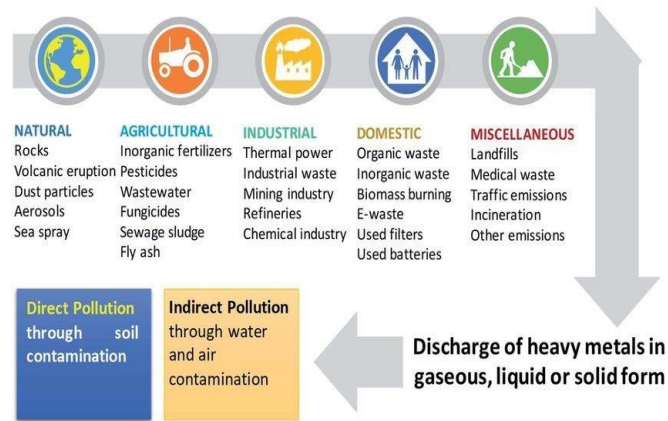 NATURAL
Rocks
Volcanic eruption
Dust particles
Aerosols
Sea spray
AGRICULTURAL
Inorganic fertilizers
Pesticides
Wastewater
Fungicides
Sewage sludge
Fly ash
INDUSTRIAL
Thermal power
Industrial waste
Mining industry
Refineries
Chemical industry
DOMESTIC
Organic waste
Inorganic waste
Biomass burning
E-waste
Used filters
Used batteries
MISCELLANEOUS
Landfills
Medical waste
Traffic emissions
Incineration
Other emissions
Discharge of heavy metals in
gaseous, liquid or solid form
Direct Pollution
through soil
contamination
Indirect Pollution
through water
and air
contamination